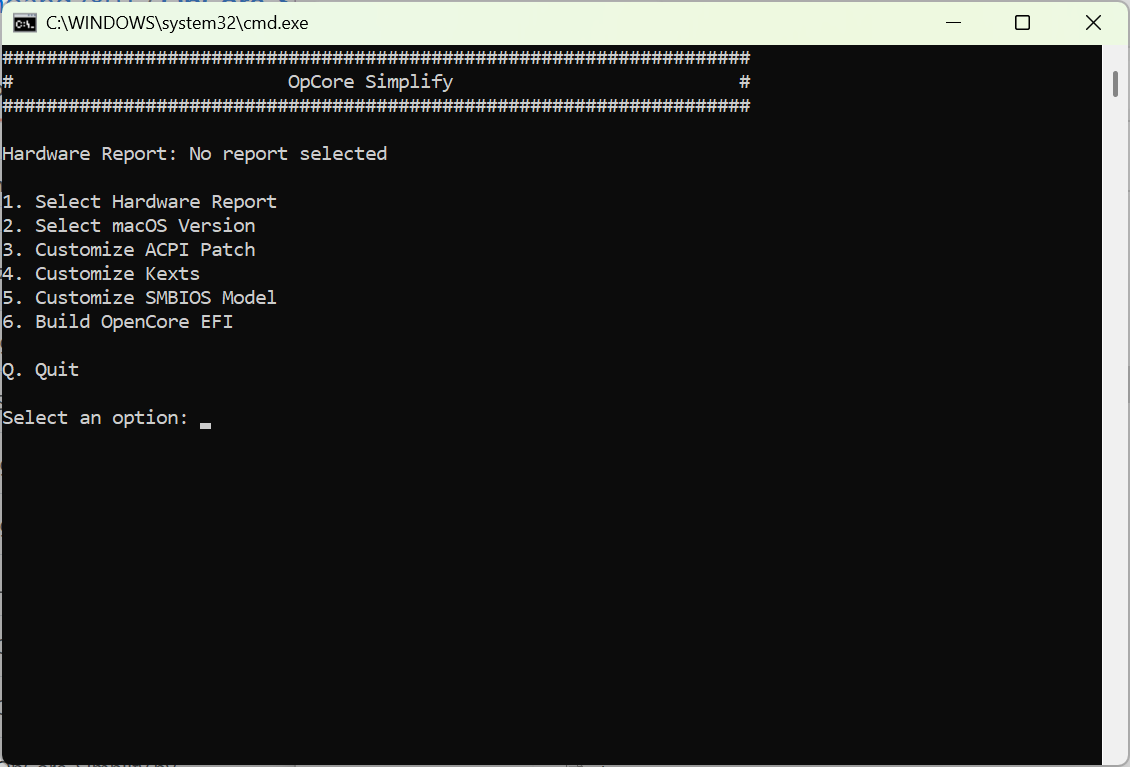 C:\WINDOWS\system32\cmd.exe
####################################################################
#                         OpCore Simplify                          #
####################################################################
Hardware Report: No report selected
1. Select Hardware Report
2. Select macOS Version
3. Customize ACPI Patch
4. Customize Kexts
5. Customize SMBIOS Model
6. Build OpenCore EFI
Q. Quit
Select an option: